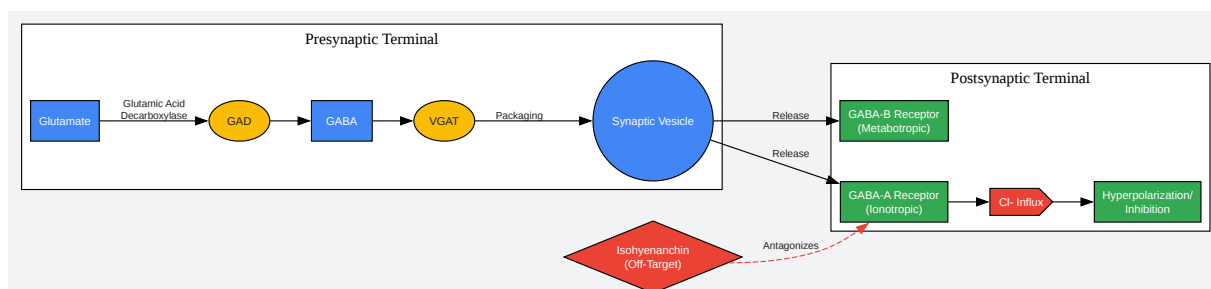 Presynaptic Terminal
Glutamate
Glutamic Acid
Decarboxylase
GAD
GABA
VGAT
Packaging
Synaptic Vesicle
Release
Release
Postsynaptic Terminal
GABA-B Receptor
(Metabotropic)
GABA-A Receptor
(Ionotropic)
Cl- Influx
Hyperpolarization/
Inhibition
Isohyenanchin
(Off-Target)
Antagonizes